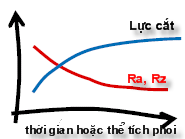 Lực cắt
Ra, Rz
thời gian hoặc thể tích phoi